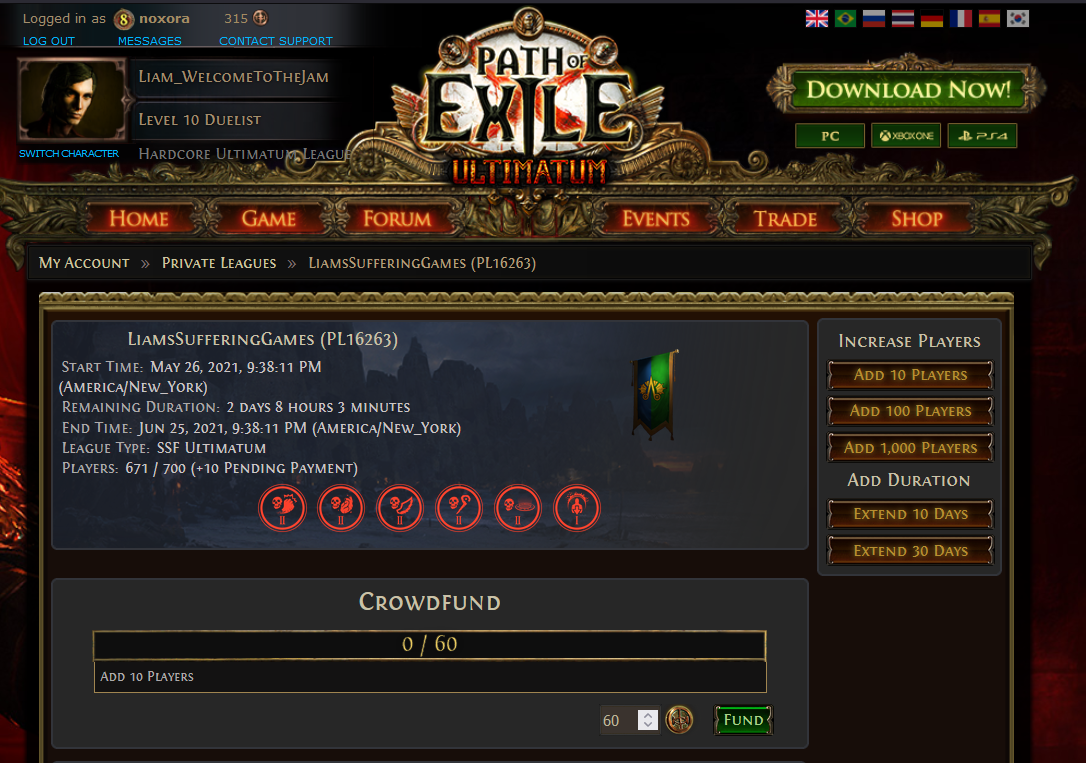 Logged in as 8 noxora 315
LOG OUT MESSAGES CONTACT SUPPORT
Liam_WelcomeToTheJam
Level 10 Duelist
SWITCH CHARACTER
Hardcore Ultimatum League
PATH OF
EXILE
ULTIMATUM
Download Now!
PC XBOX ONE PS4
Home Game Forum Events Trade Shop
My Account » Private Leagues » LiamsSufferingGames (PL16263)
LiamsSufferingGames (PL16263)
Start Time: May 26, 2021, 9:38:11 PM
(America/New_York)
Remaining Duration: 2 days 8 hours 3 minutes
End Time: Jun 25, 2021, 9:38:11 PM (America/New_York)
League Type: SSF Ultimatum
Players: 671 / 700 (+10 Pending Payment)
II II II II II I
Increase Players
Add 10 Players
Add 100 Players
Add 1,000 Players
Add Duration
Extend 10 Days
Extend 30 Days
Crowdfund
0 / 60
Add 10 Players
60 Fund